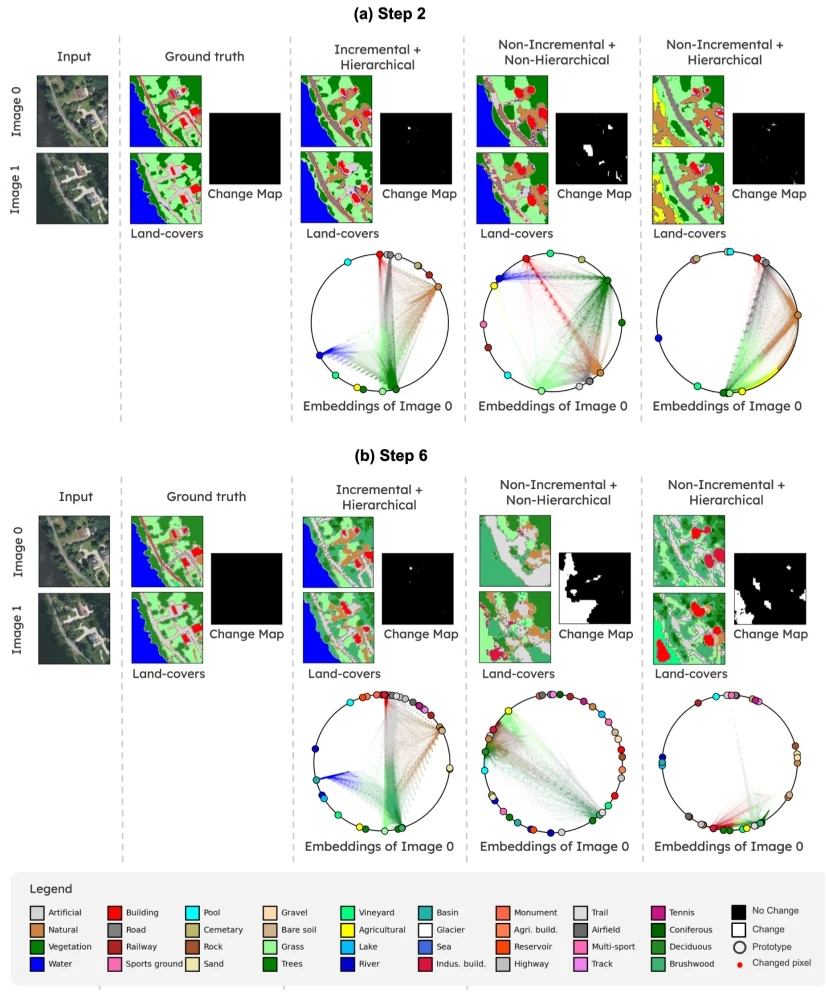 (a) Step 2
Input
Ground truth
Incremental +
Hierarchical
Non-Incremental +
Non-Hierarchical
Non-Incremental +
Hierarchical
Image 0
Image 1
Change Map
Change Map
Change Map
Change Map
Land-covers
Land-covers
Land-covers
Land-covers
Embeddings of Image 0
Embeddings of Image 0
Embeddings of Image 0
(b) Step 6
Input
Ground truth
Incremental +
Hierarchical
Non-Incremental +
Non-Hierarchical
Non-Incremental +
Hierarchical
Image 0
Image 1
Change Map
Change Map
Change Map
Change Map
Land-covers
Land-covers
Land-covers
Land-covers
Embeddings of Image 0
Embeddings of Image 0
Embeddings of Image 0
Legend
Artificial
Natural
Vegetation
Water
Building
Road
Railway
Sports ground
Pool
Cemetary
Rock
Sand
Gravel
Bare soil
Grass
Trees
Vineyard
Agricultural
Lake
River
Basin
Glacier
Sea
Indus. build.
Monument
Agri. build.
Reservoir
Highway
Trail
Airfield
Multi-sport
Track
Tennis
Coniferous
Deciduous
Brushwood
No Change
Change
Prototype
Changed pixel